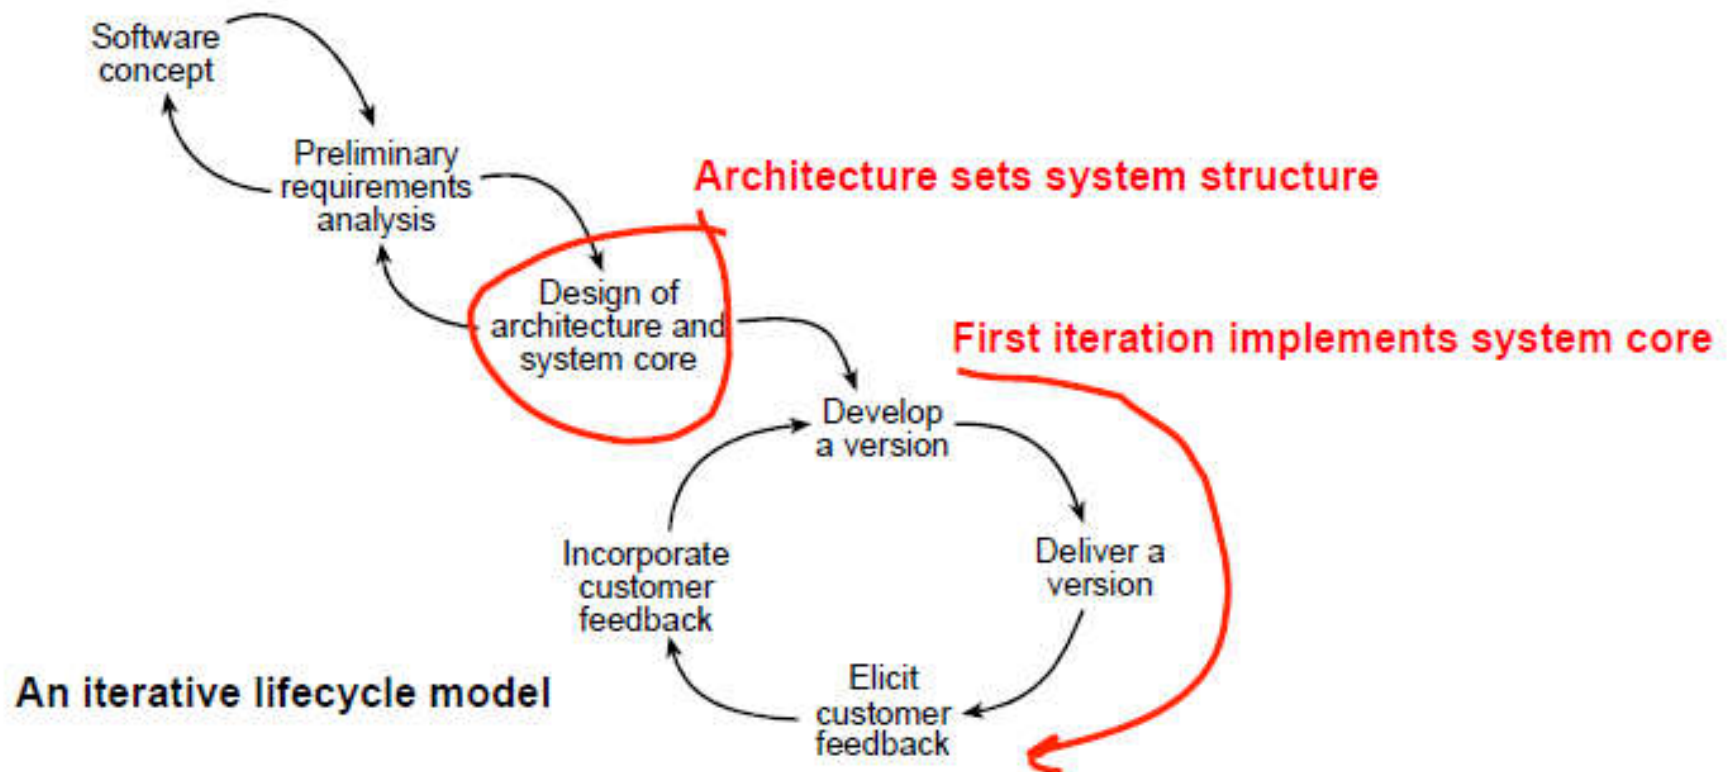 Software
concept
Preliminary
requirements
analysis
Architecture sets system structure
Design of
architecture and
system core
First iteration implements system core
Develop
a version
Incorporate
customer
feedback
Deliver a
version
An iterative lifecycle model
Elicit
customer
feedback